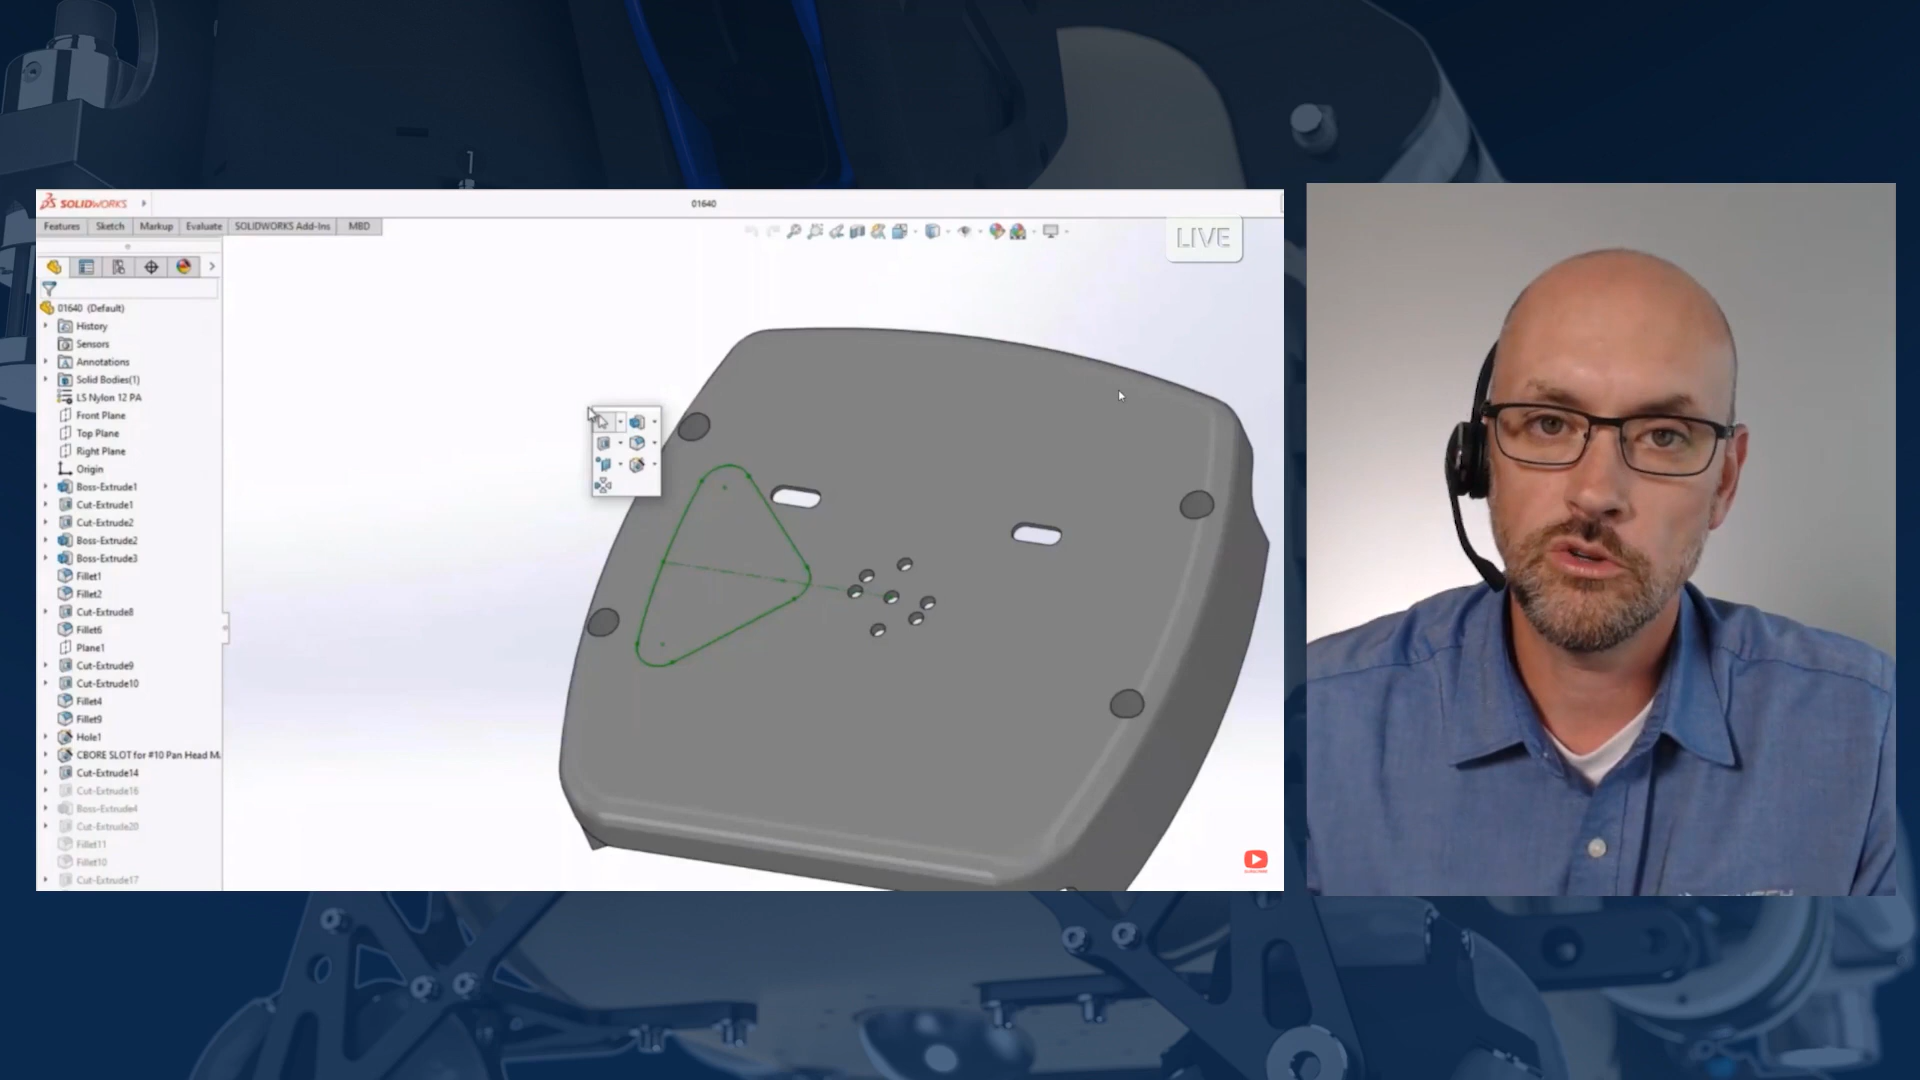 SOLIDWORKS
01640
Features Sketch Markup Evaluate SOLIDWORKS Add-Ins MBD
LIVE
01640 (Default)
History
Sensors
Annotations
Solid Bodies(1)
LS Nylon 12 PA
Front Plane
Top Plane
Right Plane
Origin
Boss-Extrude1
Cut-Extrude1
Cut-Extrude2
Boss-Extrude2
Boss-Extrude3
Fillet1
Fillet2
Cut-Extrude8
Fillet6
Plane1
Cut-Extrude9
Cut-Extrude10
Fillet4
Fillet9
Hole1
CBORE SLOT for #10 Pan Head M
Cut-Extrude14
Cut-Extrude16
Boss-Extrude4
Cut-Extrude20
Fillet11
Fillet10
Cut-Extrude17
SUBSCRIBE